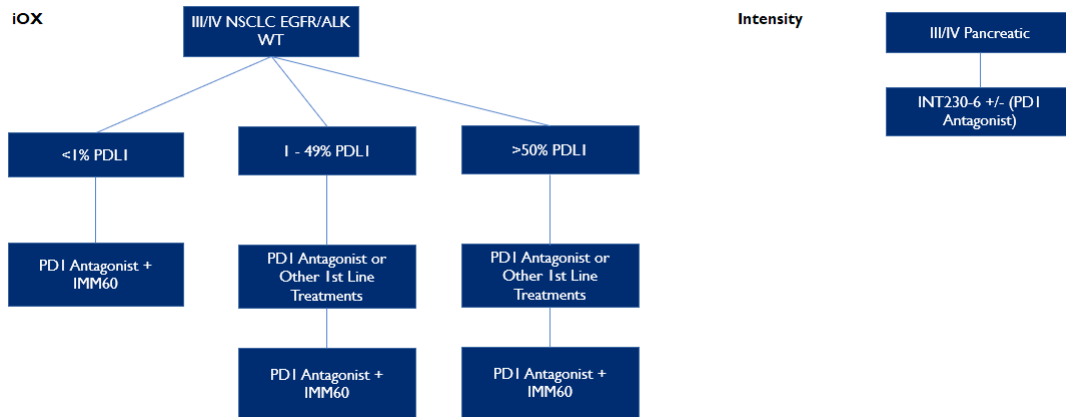 iOX
III/IV NSCLC EGFR/ALK
WT
Intensity
III/IV Pancreatic
INT230-6 +/- (PD1
Antagonist)
<1% PDL1
1 - 49% PDL1
>50% PDL1
PD1 Antagonist +
IMM60
PD1 Antagonist or
Other 1st Line
Treatments
PD1 Antagonist or
Other 1st Line
Treatments
PD1 Antagonist +
IMM60
PD1 Antagonist +
IMM60